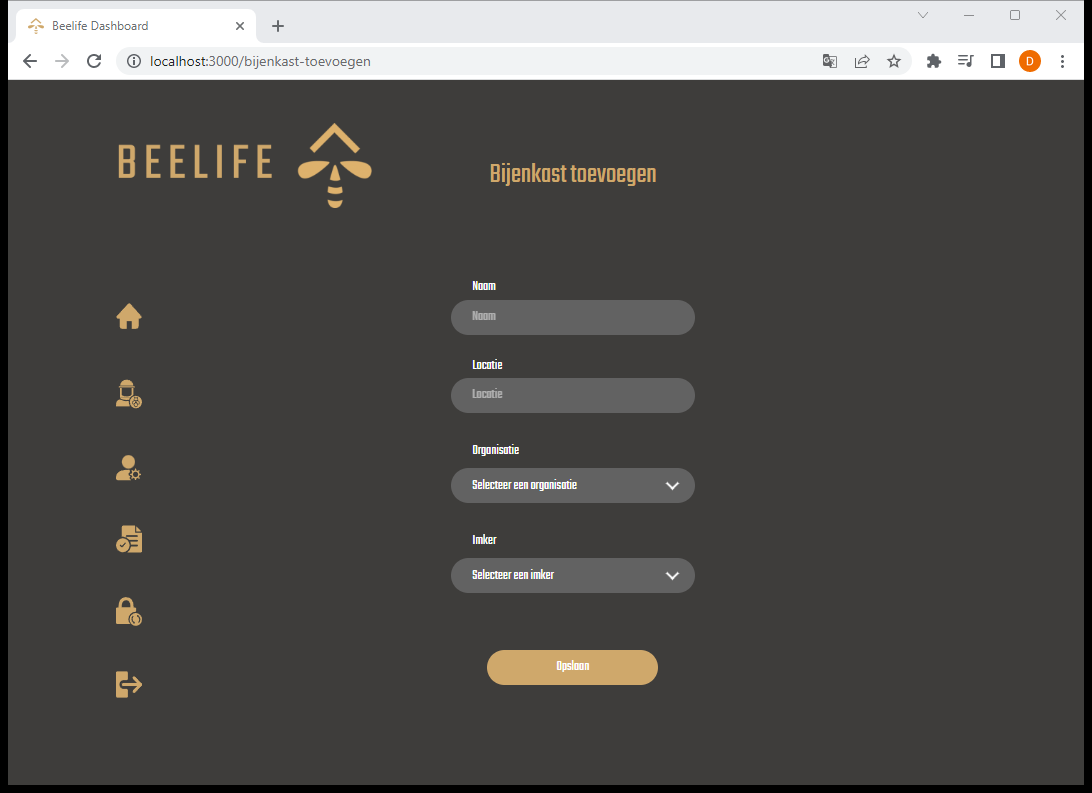 Beelife Dashboard
localhost:3000/bijenkast-toevoegen
D
BEELIFE
Bijenkast toevoegen
Naam
Naam
Locatie
Locatie
Organisatie
Selecteer een organisatie
Imker
Selecteer een imker
Opslaan